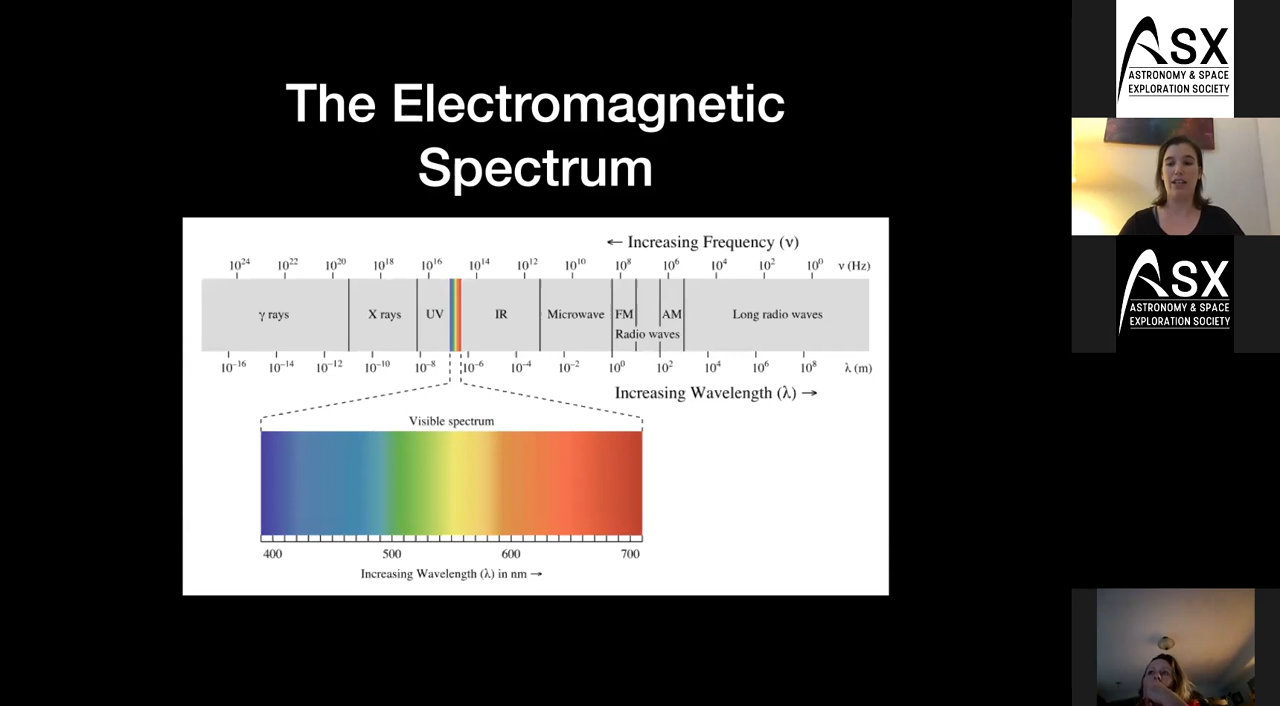 The Electromagnetic
Spectrum
← Increasing Frequency (ν)
10²⁴ 10²² 10²⁰ 10¹⁸ 10¹⁶ 10¹⁴ 10¹² 10¹⁰ 10⁸ 10⁶ 10⁴ 10² 10⁰ ν (Hz)
γ rays X rays UV IR Microwave FM AM Long radio waves
Radio waves
10⁻¹⁶ 10⁻¹⁴ 10⁻¹² 10⁻¹⁰ 10⁻⁸ 10⁻⁶ 10⁻⁴ 10⁻² 10⁰ 10² 10⁴ 10⁶ 10⁸ λ (m)
Increasing Wavelength (λ) →
Visible spectrum
400 500 600 700
Increasing Wavelength (λ) in nm →
ASX
ASTRONOMY & SPACE
EXPLORATION SOCIETY
ASX
ASTRONOMY & SPACE
EXPLORATION SOCIETY